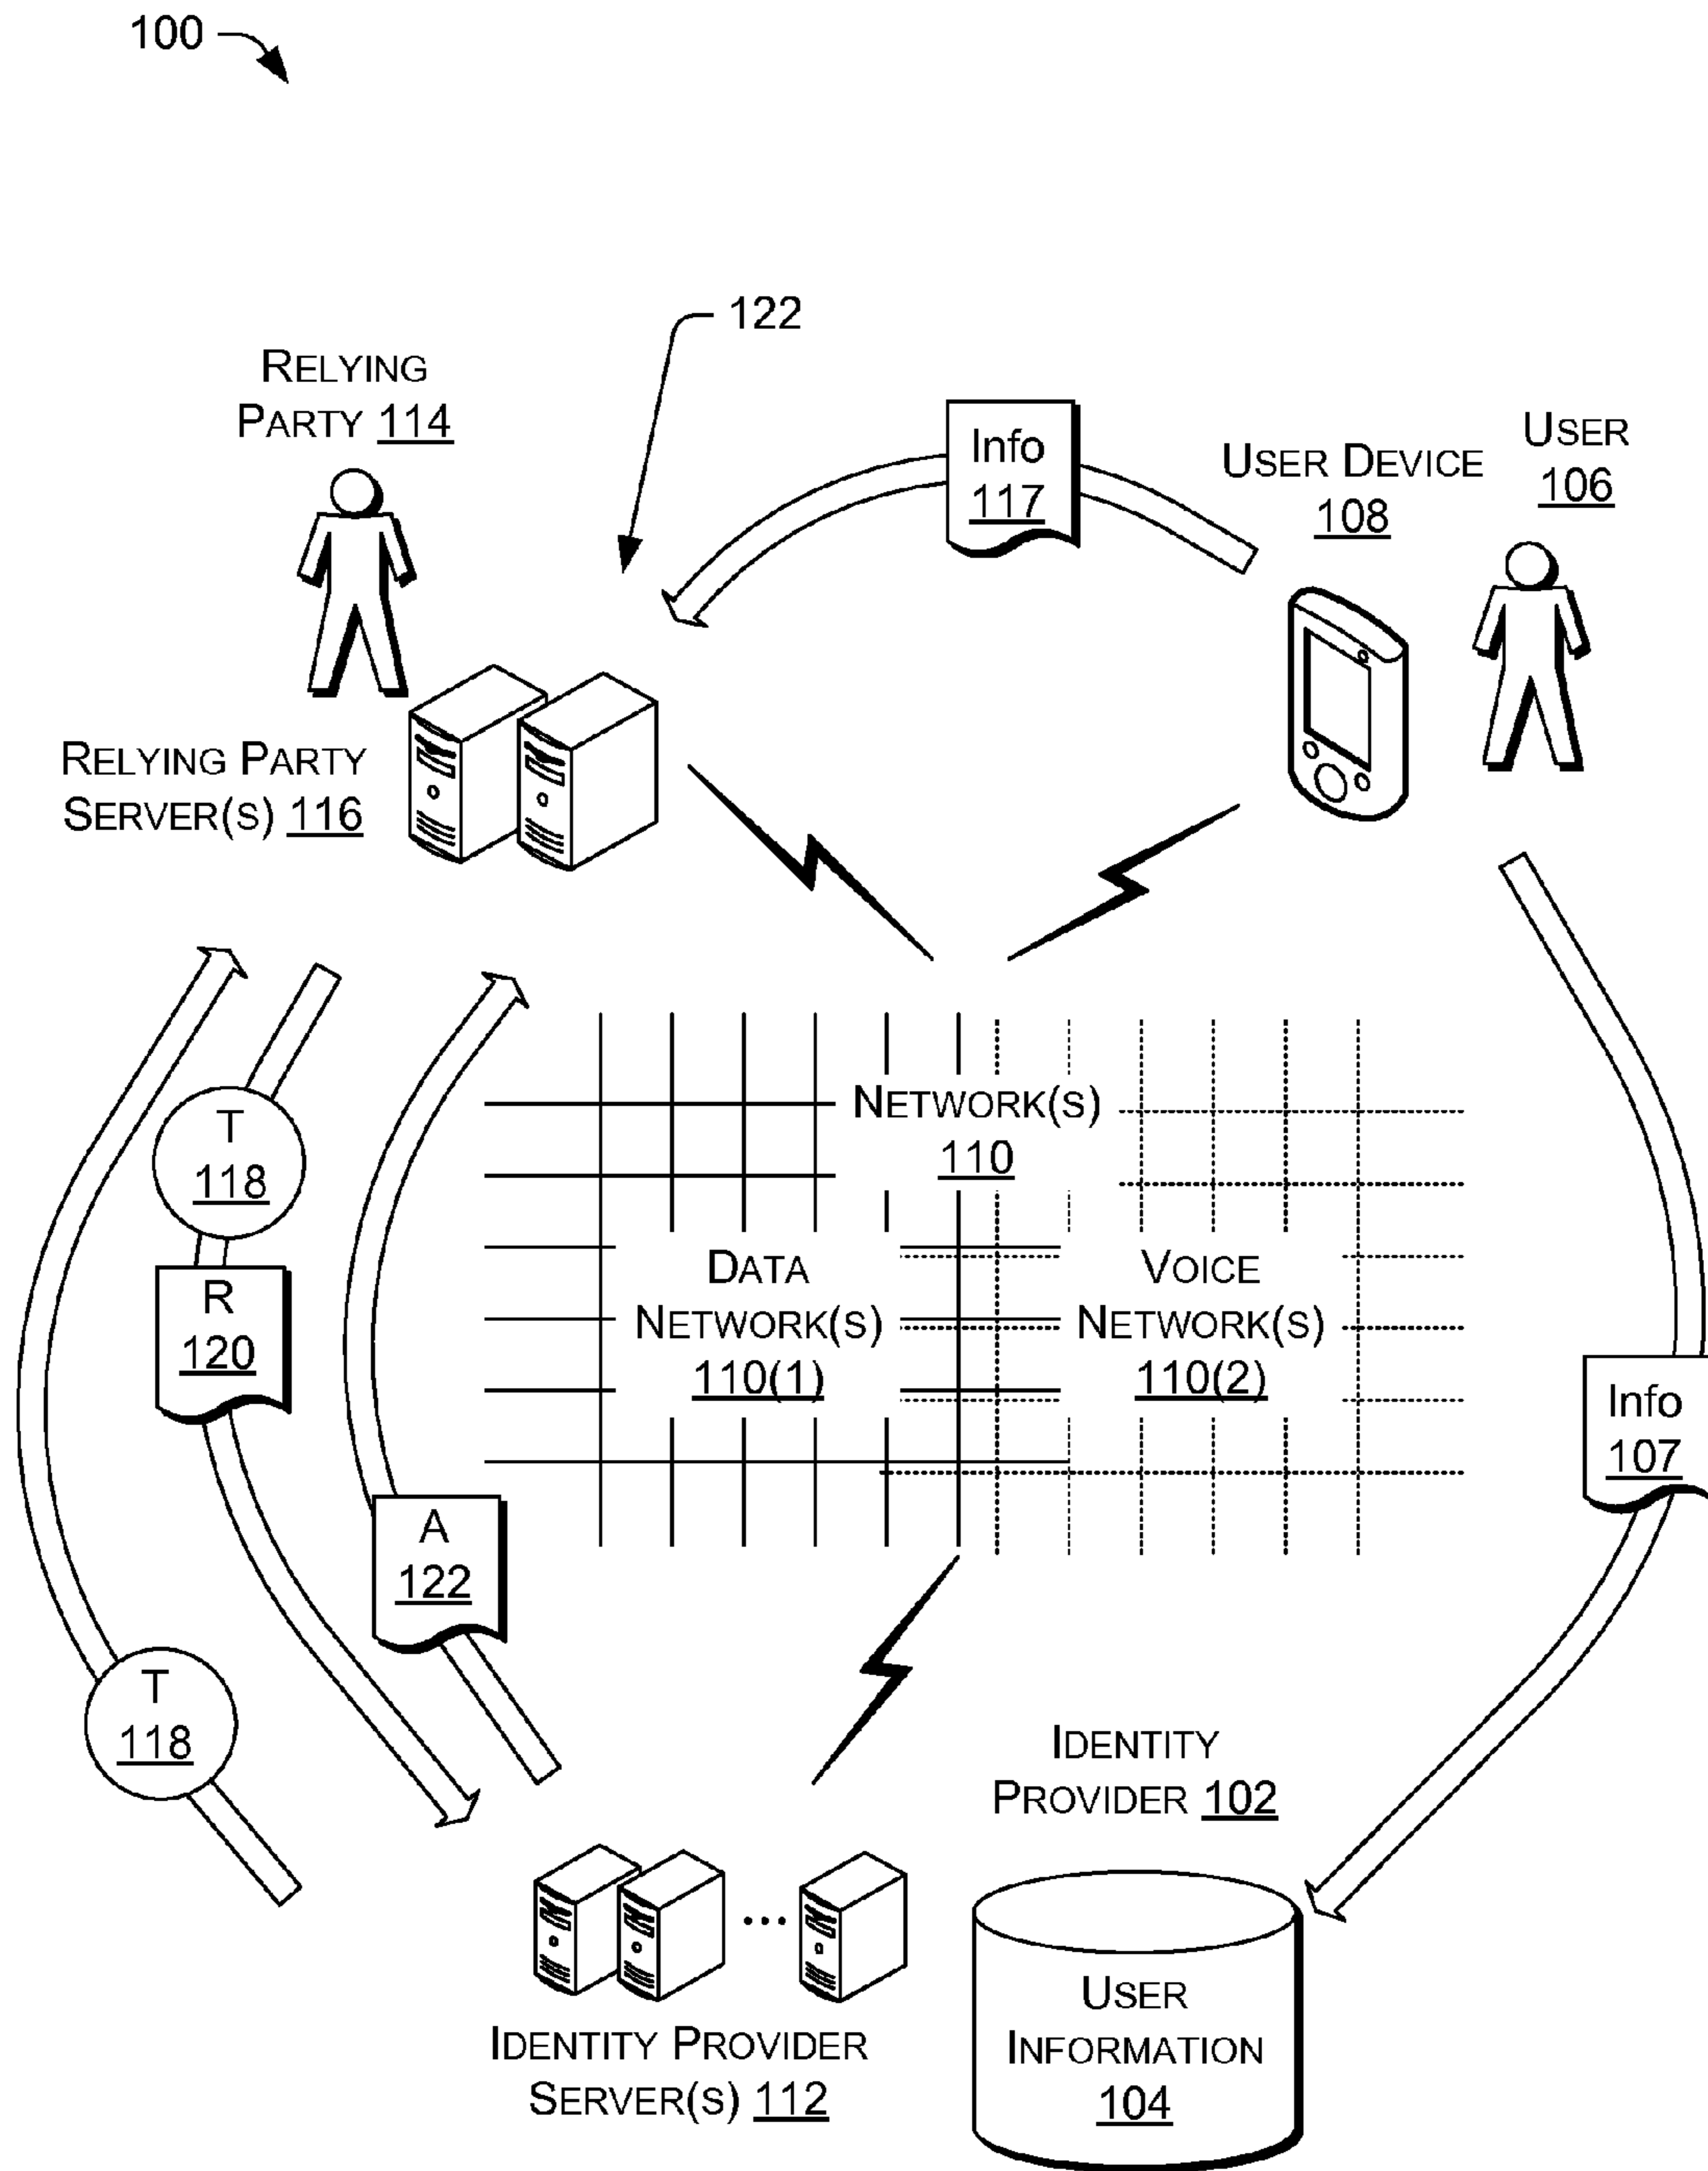 100
122
RELYING
PARTY 114
Info
117
USER DEVICE
108
USER
106
RELYING PARTY
SERVER(S) 116
NETWORK(S)
110
T
118
R
120
DATA
NETWORK(S)
110(1)
VOICE
NETWORK(S)
110(2)
Info
107
A
122
T
118
IDENTITY
PROVIDER 102
IDENTITY PROVIDER
SERVER(S) 112
...
USER
INFORMATION
104